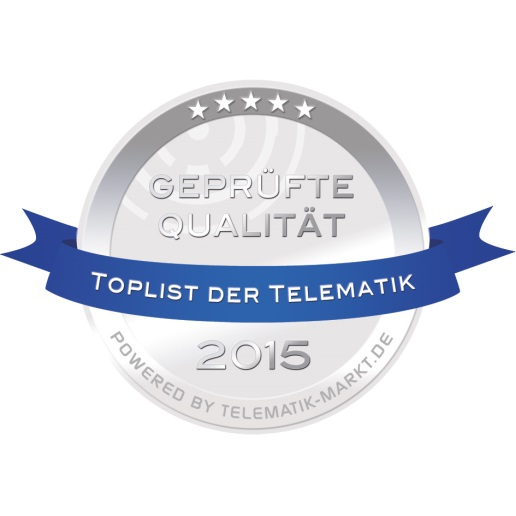 GEPRÜFTE
QUALITÄT
TOPLIST DER TELEMATIK
2015
POWERED BY TELEMATIK-MARKT.DE